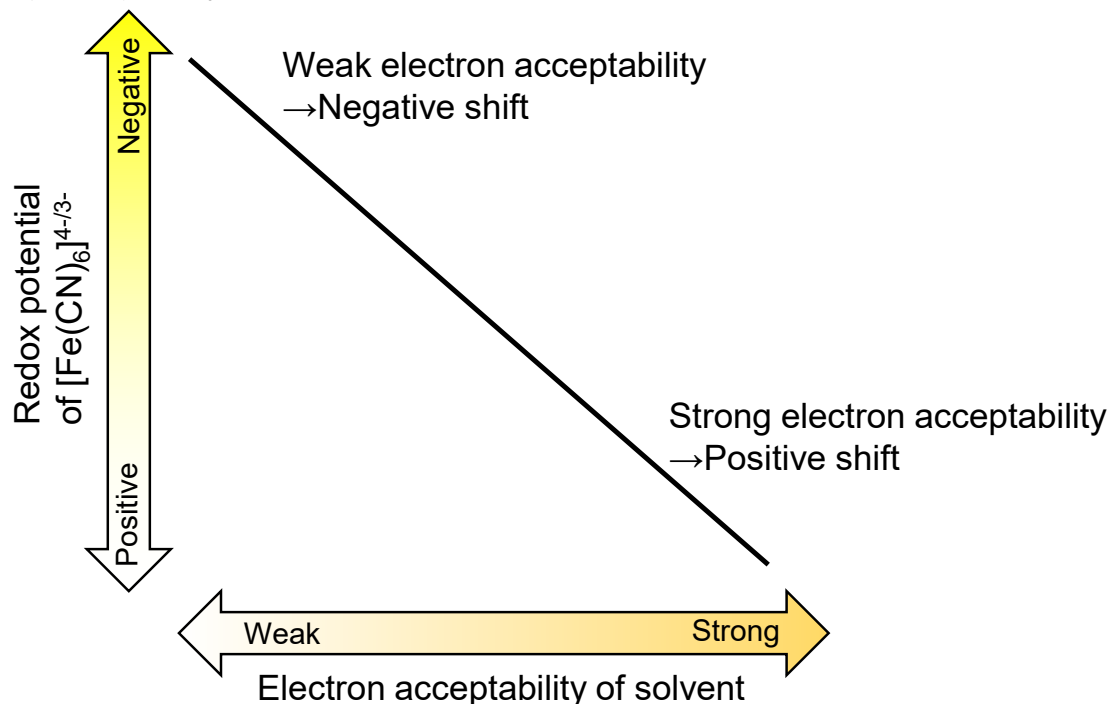 Negative
Positive
Redox potential
of [Fe(CN)₆]⁴⁻/³⁻
Weak electron acceptability
→Negative shift
Strong electron acceptability
→Positive shift
Weak
Strong
Electron acceptability of solvent